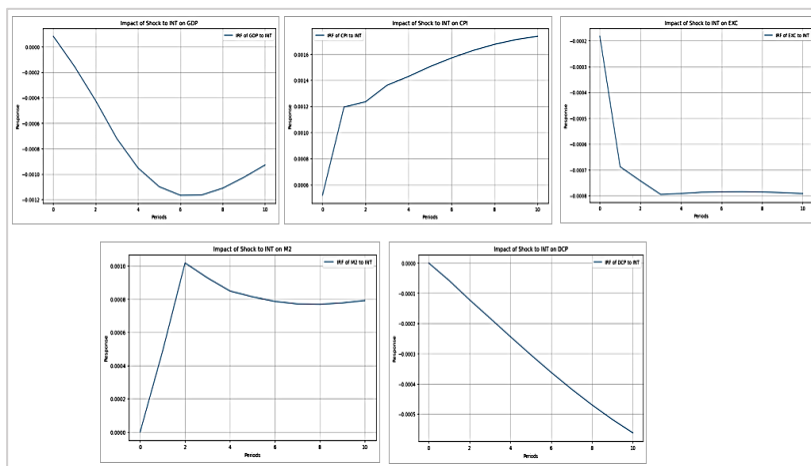 Impact of Shock to INT on GDP
IRF of GDP to INT
0.0000
−0.0002
−0.0004
−0.0006
−0.0008
−0.0010
−0.0012
Response
0 2 4 6 8 10
Periods
Impact of Shock to INT on CPI
IRF of CPI to INT
0.0016
0.0014
0.0012
0.0010
0.0008
0.0006
Response
0 2 4 6 8 10
Periods
Impact of Shock to INT on EXC
IRF of EXC to INT
−0.0002
−0.0003
−0.0004
−0.0005
−0.0006
−0.0007
−0.0008
Response
0 2 4 6 8 10
Periods
Impact of Shock to INT on M2
IRF of M2 to INT
0.0010
0.0008
0.0006
0.0004
0.0002
0.0000
Response
0 2 4 6 8 10
Periods
Impact of Shock to INT on DCP
IRF of DCP to INT
0.0000
−0.0001
−0.0002
−0.0003
−0.0004
−0.0005
Response
0 2 4 6 8 10
Periods